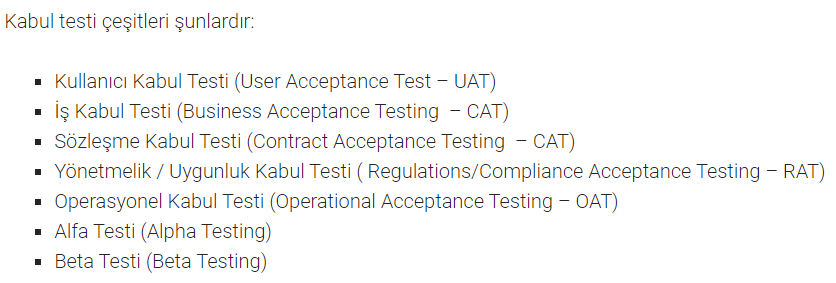 Kabul testi çeşitleri şunlardır:
▪ Kullanıcı Kabul Testi (User Acceptance Test – UAT)
▪ İş Kabul Testi (Business Acceptance Testing – CAT)
▪ Sözleşme Kabul Testi (Contract Acceptance Testing – CAT)
▪ Yönetmelik / Uygunluk Kabul Testi ( Regulations/Compliance Acceptance Testing – RAT)
▪ Operasyonel Kabul Testi (Operational Acceptance Testing – OAT)
▪ Alfa Testi (Alpha Testing)
▪ Beta Testi (Beta Testing)